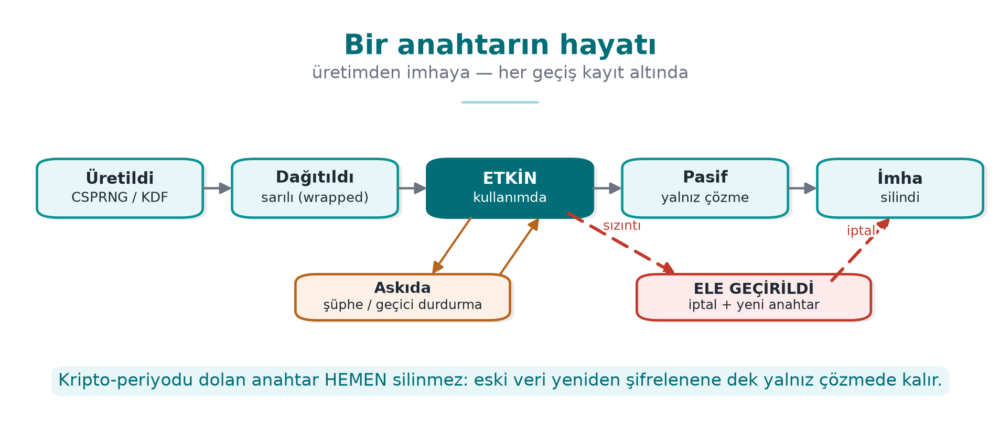 Bir anahtarın hayatı
üretimden imhaya — her geçiş kayıt altında
Üretildi
CSPRNG / KDF
Dağıtıldı
sarılı (wrapped)
ETKİN
kullanımda
Pasif
yalnız çözme
İmha
silindi
sızıntı
iptal
Askıda
şüphe / geçici durdurma
ELE GEÇİRİLDİ
iptal + yeni anahtar
Kripto-periyodu dolan anahtar HEMEN silinmez: eski veri yeniden şifrelenene dek yalnız çözmede kalır.